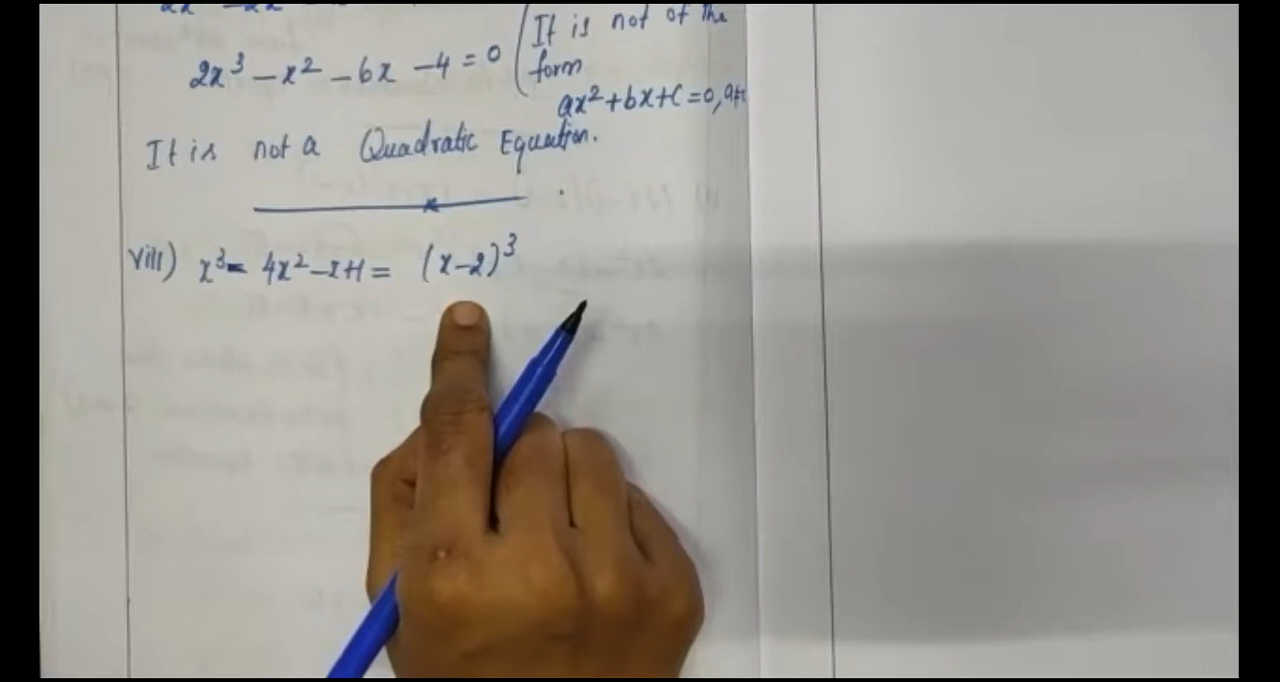 2x³ - x² - 6x - 4 = 0
It is not of the
form
ax² + bx + c = 0,
It is not a Quadratic Equation.
viii) x³ - 4x² - x + 1 = (x - 2)³